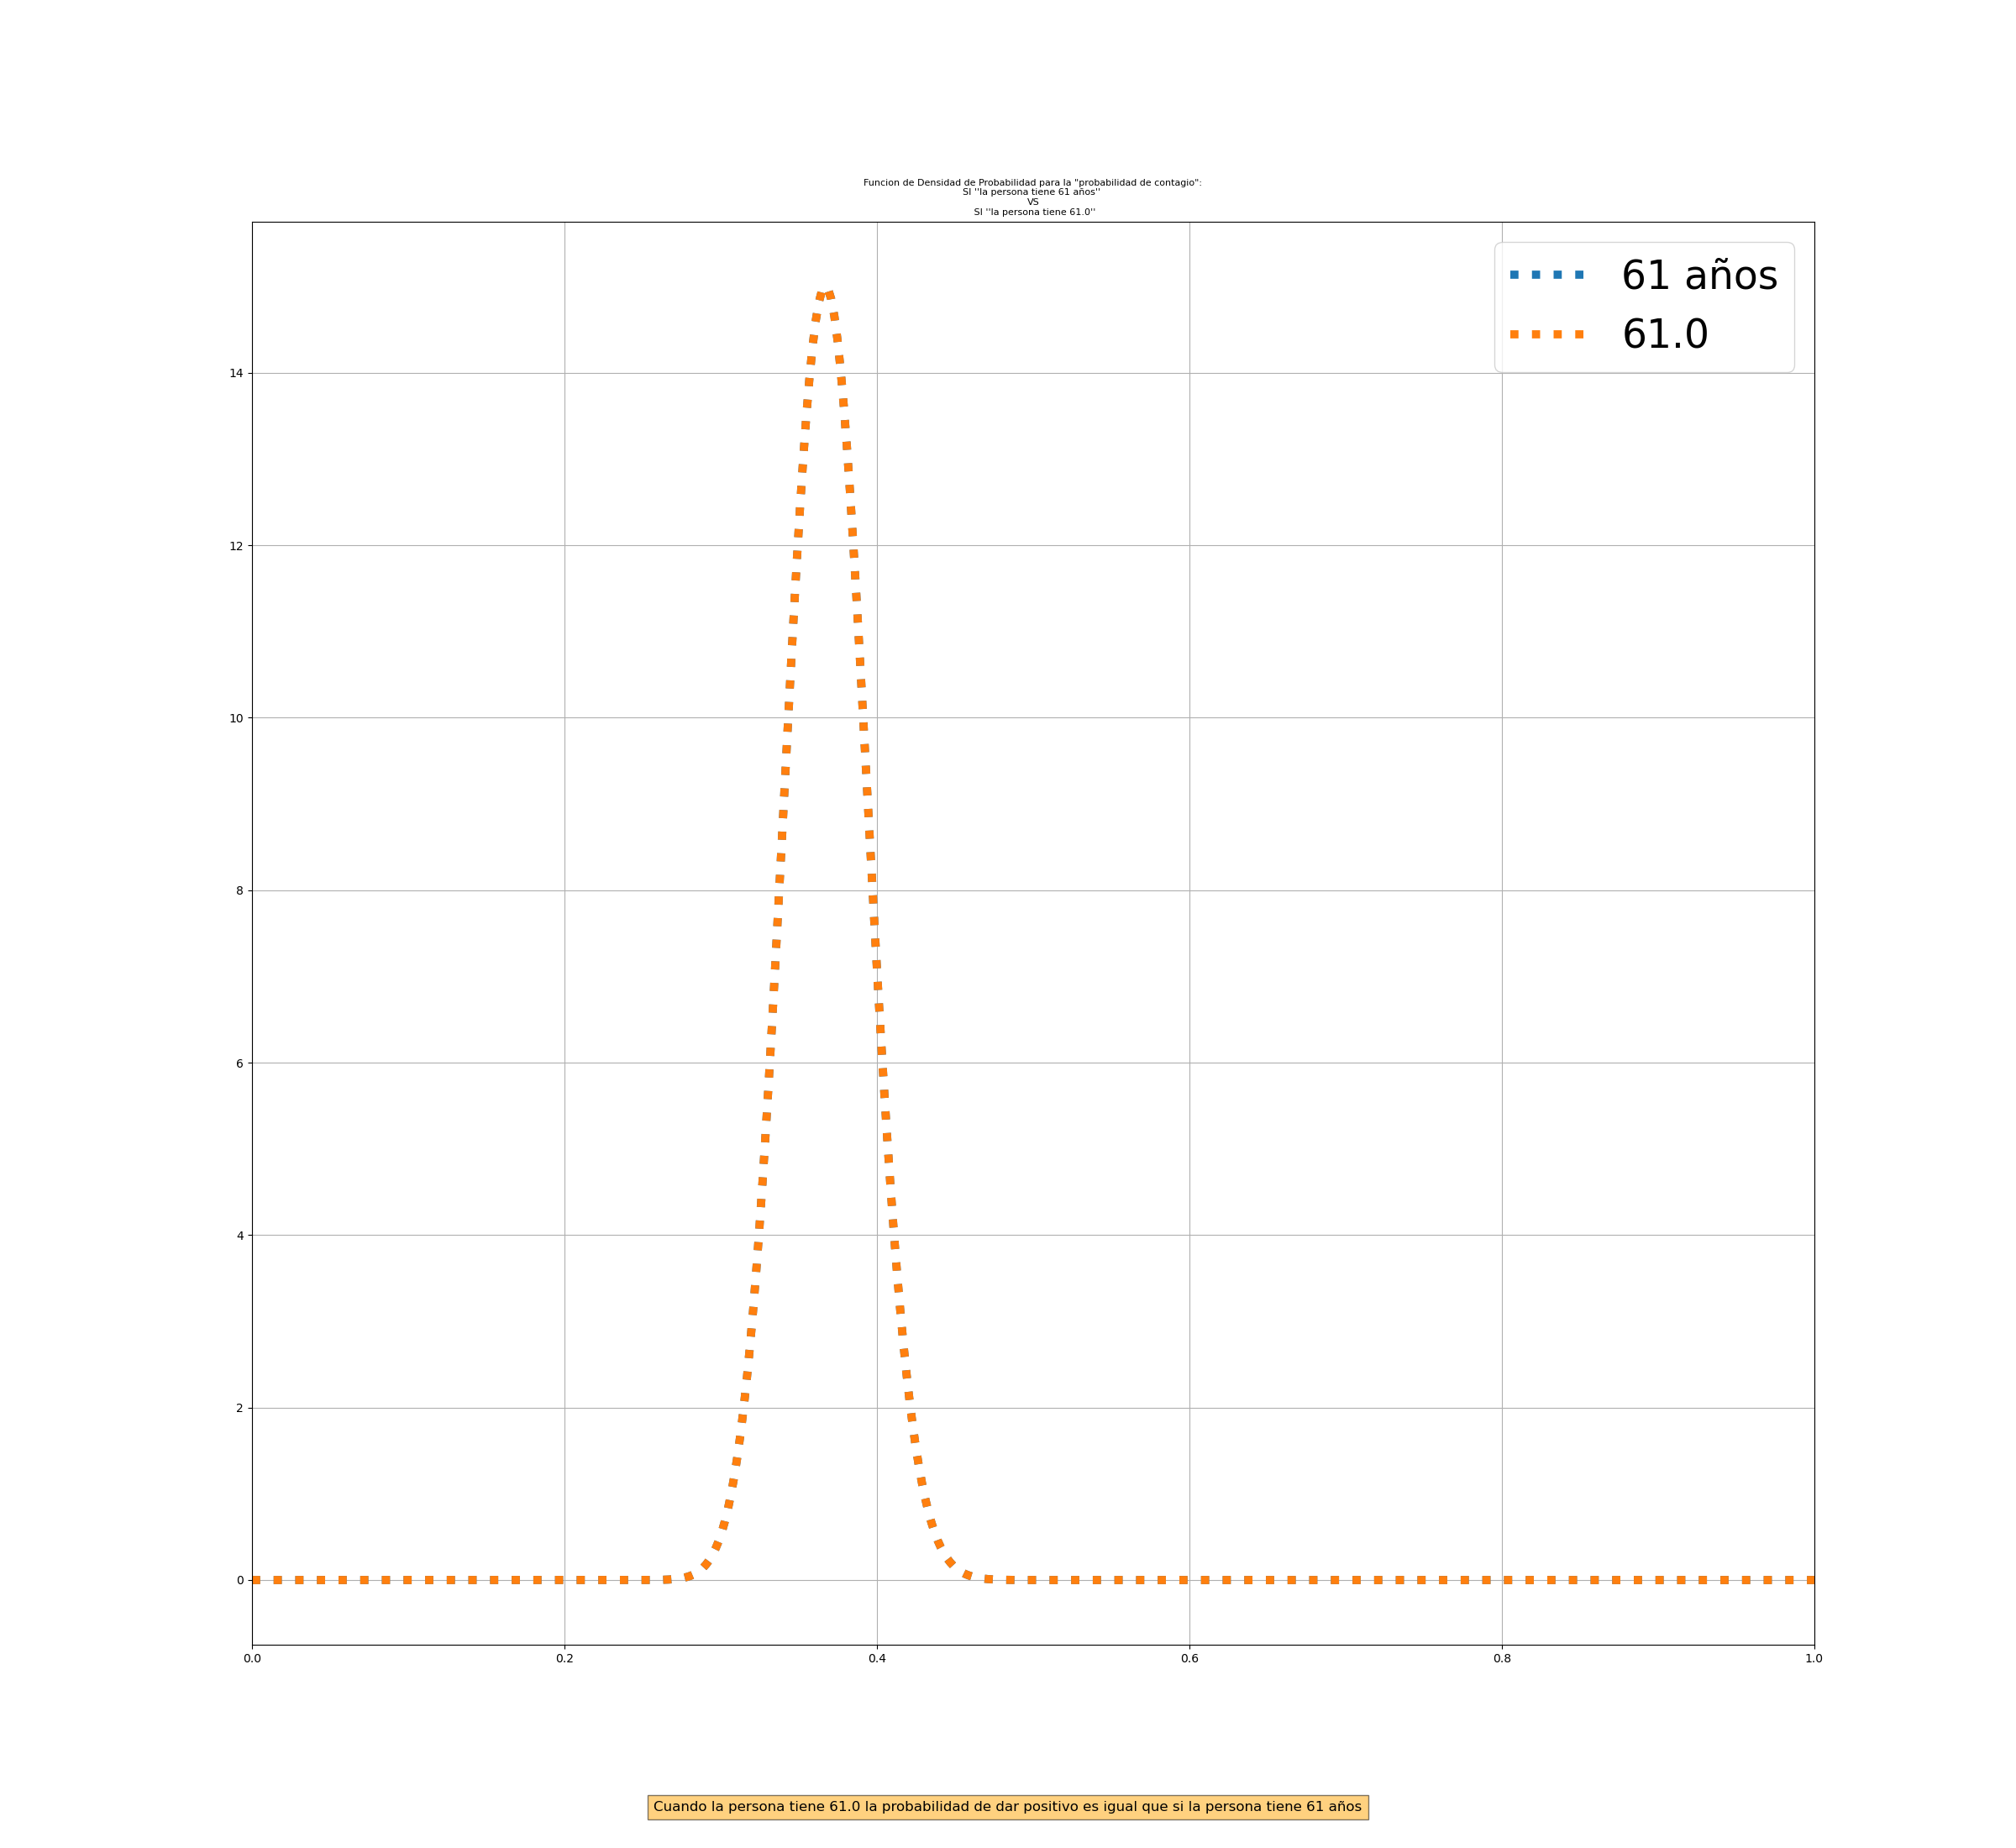 Funcion de Densidad de Probabilidad para la "probabilidad de contagio":
SI ''la persona tiene 61 años''
VS
SI ''la persona tiene 61.0''
61 años
61.0
14
12
10
8
6
4
2
0
0.0 0.2 0.4 0.6 0.8 1.0
Cuando la persona tiene 61.0 la probabilidad de dar positivo es igual que si la persona tiene 61 años